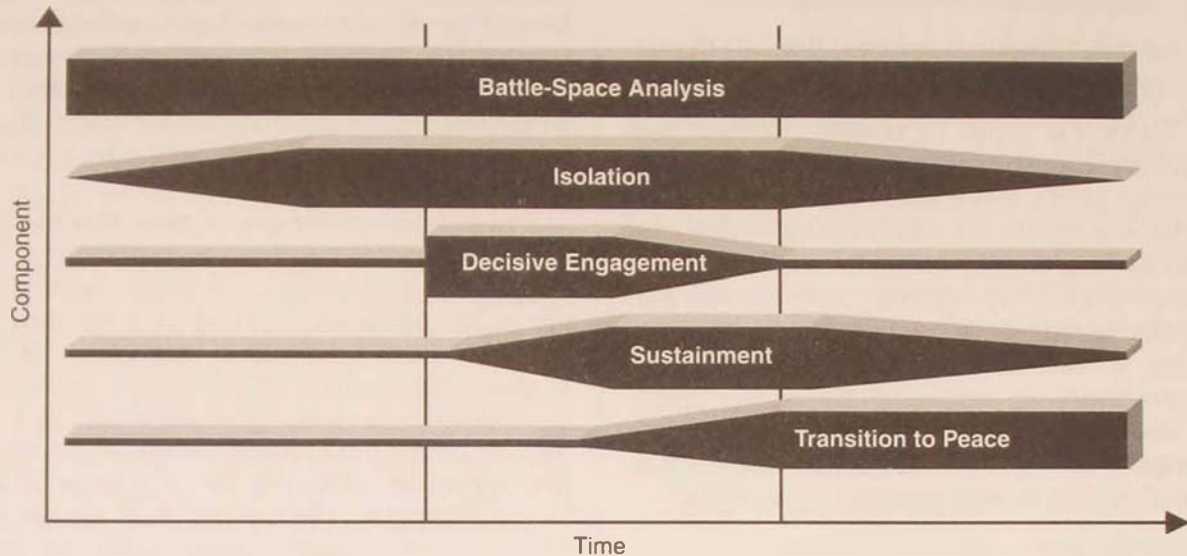 Battle-Space Analysis
Isolation
Decisive Engagement
Sustainment
Transition to Peace
Component
Time